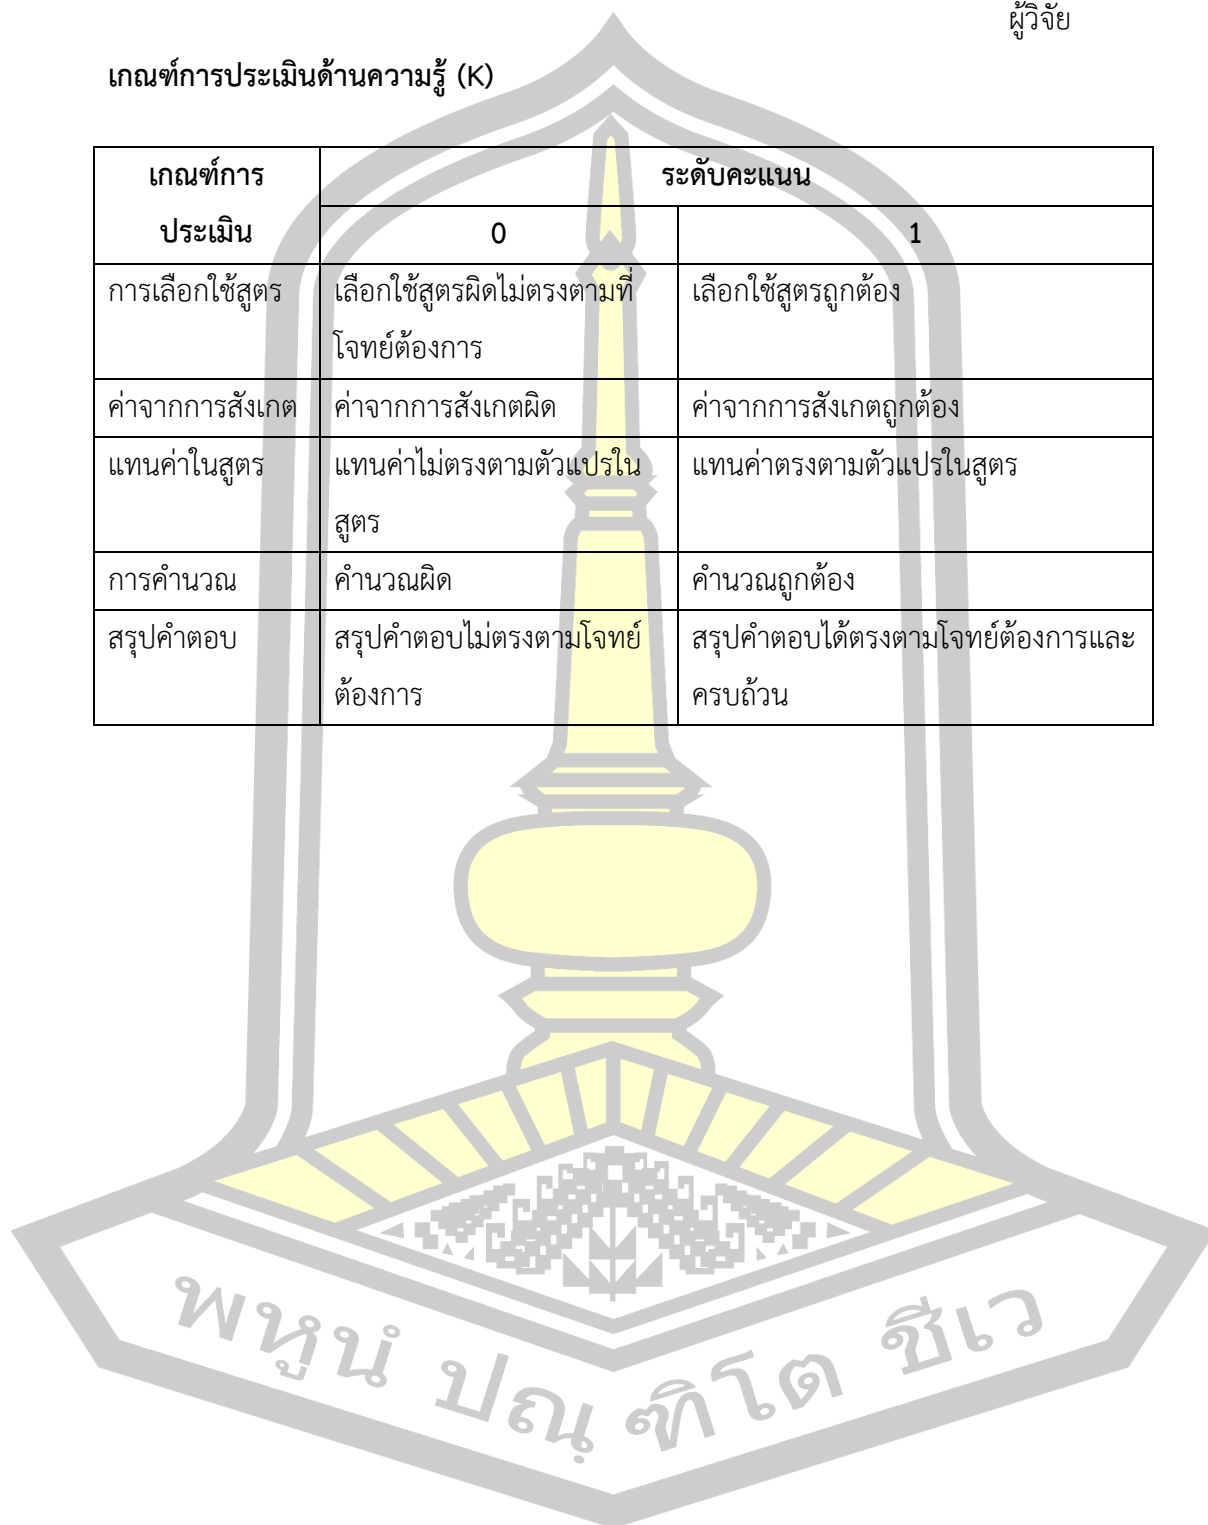 ผู้วิจัย
เกณฑ์การประเมินด้านความรู้ (K)
เกณฑ์การ
ประเมิน
ระดับคะแนน
0
1
การเลือกใช้สูตร
เลือกใช้สูตรผิดไม่ตรงตามที่
โจทย์ต้องการ
เลือกใช้สูตรถูกต้อง
ค่าจากการสังเกต
ค่าจากการสังเกตผิด
ค่าจากการสังเกตถูกต้อง
แทนค่าในสูตร
แทนค่าไม่ตรงตามตัวแปรใน
สูตร
แทนค่าตรงตามตัวแปรในสูตร
การคำนวณ
คำนวณผิด
คำนวณถูกต้อง
สรุปคำตอบ
สรุปคำตอบไม่ตรงตามโจทย์
ต้องการ
สรุปคำตอบได้ตรงตามโจทย์ต้องการและ
ครบถ้วน
พหูนํ ปณฺฑิโต ชีเว